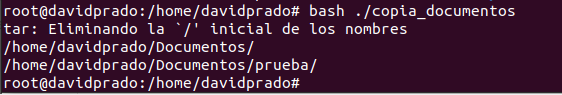 root@davidprado:/home/davidprado# bash ./copia_documentos
tar: Eliminando la `/' inicial de los nombres
/home/davidprado/Documentos/
/home/davidprado/Documentos/prueba/
root@davidprado:/home/davidprado#